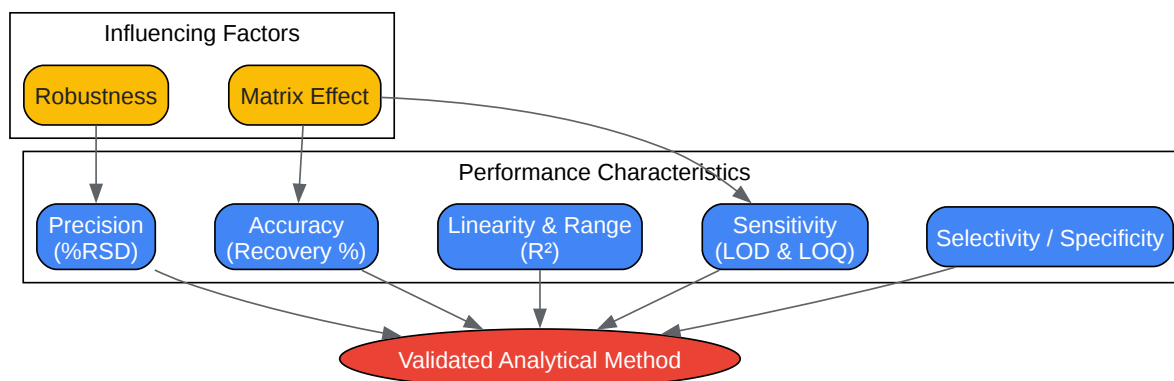 Influencing Factors
Robustness
Matrix Effect
Performance Characteristics
Precision
(%RSD)
Accuracy
(Recovery %)
Linearity & Range
(R²)
Sensitivity
(LOD & LOQ)
Selectivity / Specificity
Validated Analytical Method